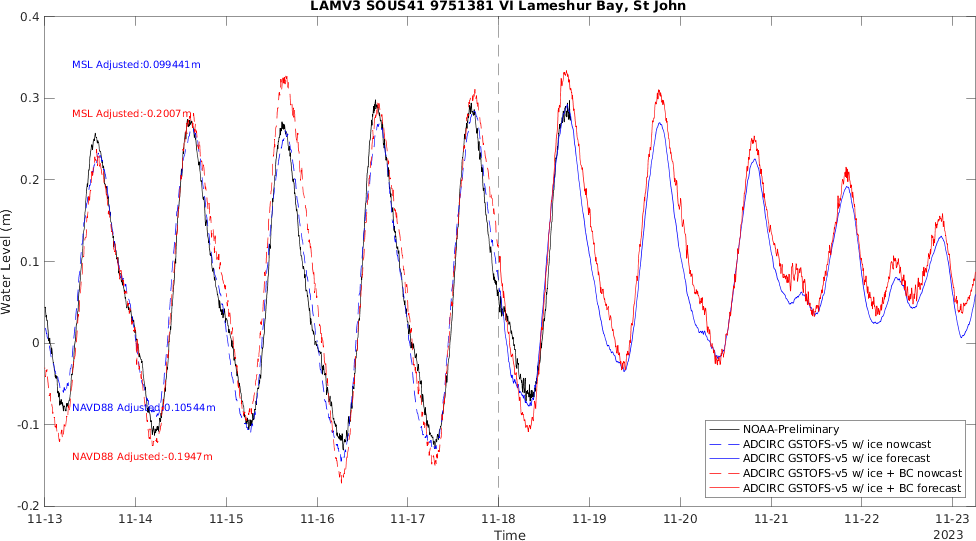 LAMV3 SOUS41 9751381 VI Lameshur Bay, St John
0.4
0.3
0.2
0.1
0
-0.1
-0.2
Water Level (m)
MSL Adjusted:0.099441m
MSL Adjusted:-0.2007m
NAVD88 Adjusted:0.10544m
NAVD88 Adjusted:-0.1947m
NOAA-Preliminary
ADCIRC GSTOFS-v5 w/ ice nowcast
ADCIRC GSTOFS-v5 w/ ice forecast
ADCIRC GSTOFS-v5 w/ ice + BC nowcast
ADCIRC GSTOFS-v5 w/ ice + BC forecast
11-13 11-14 11-15 11-16 11-17 11-18 11-19 11-20 11-21 11-22 11-23
Time
2023